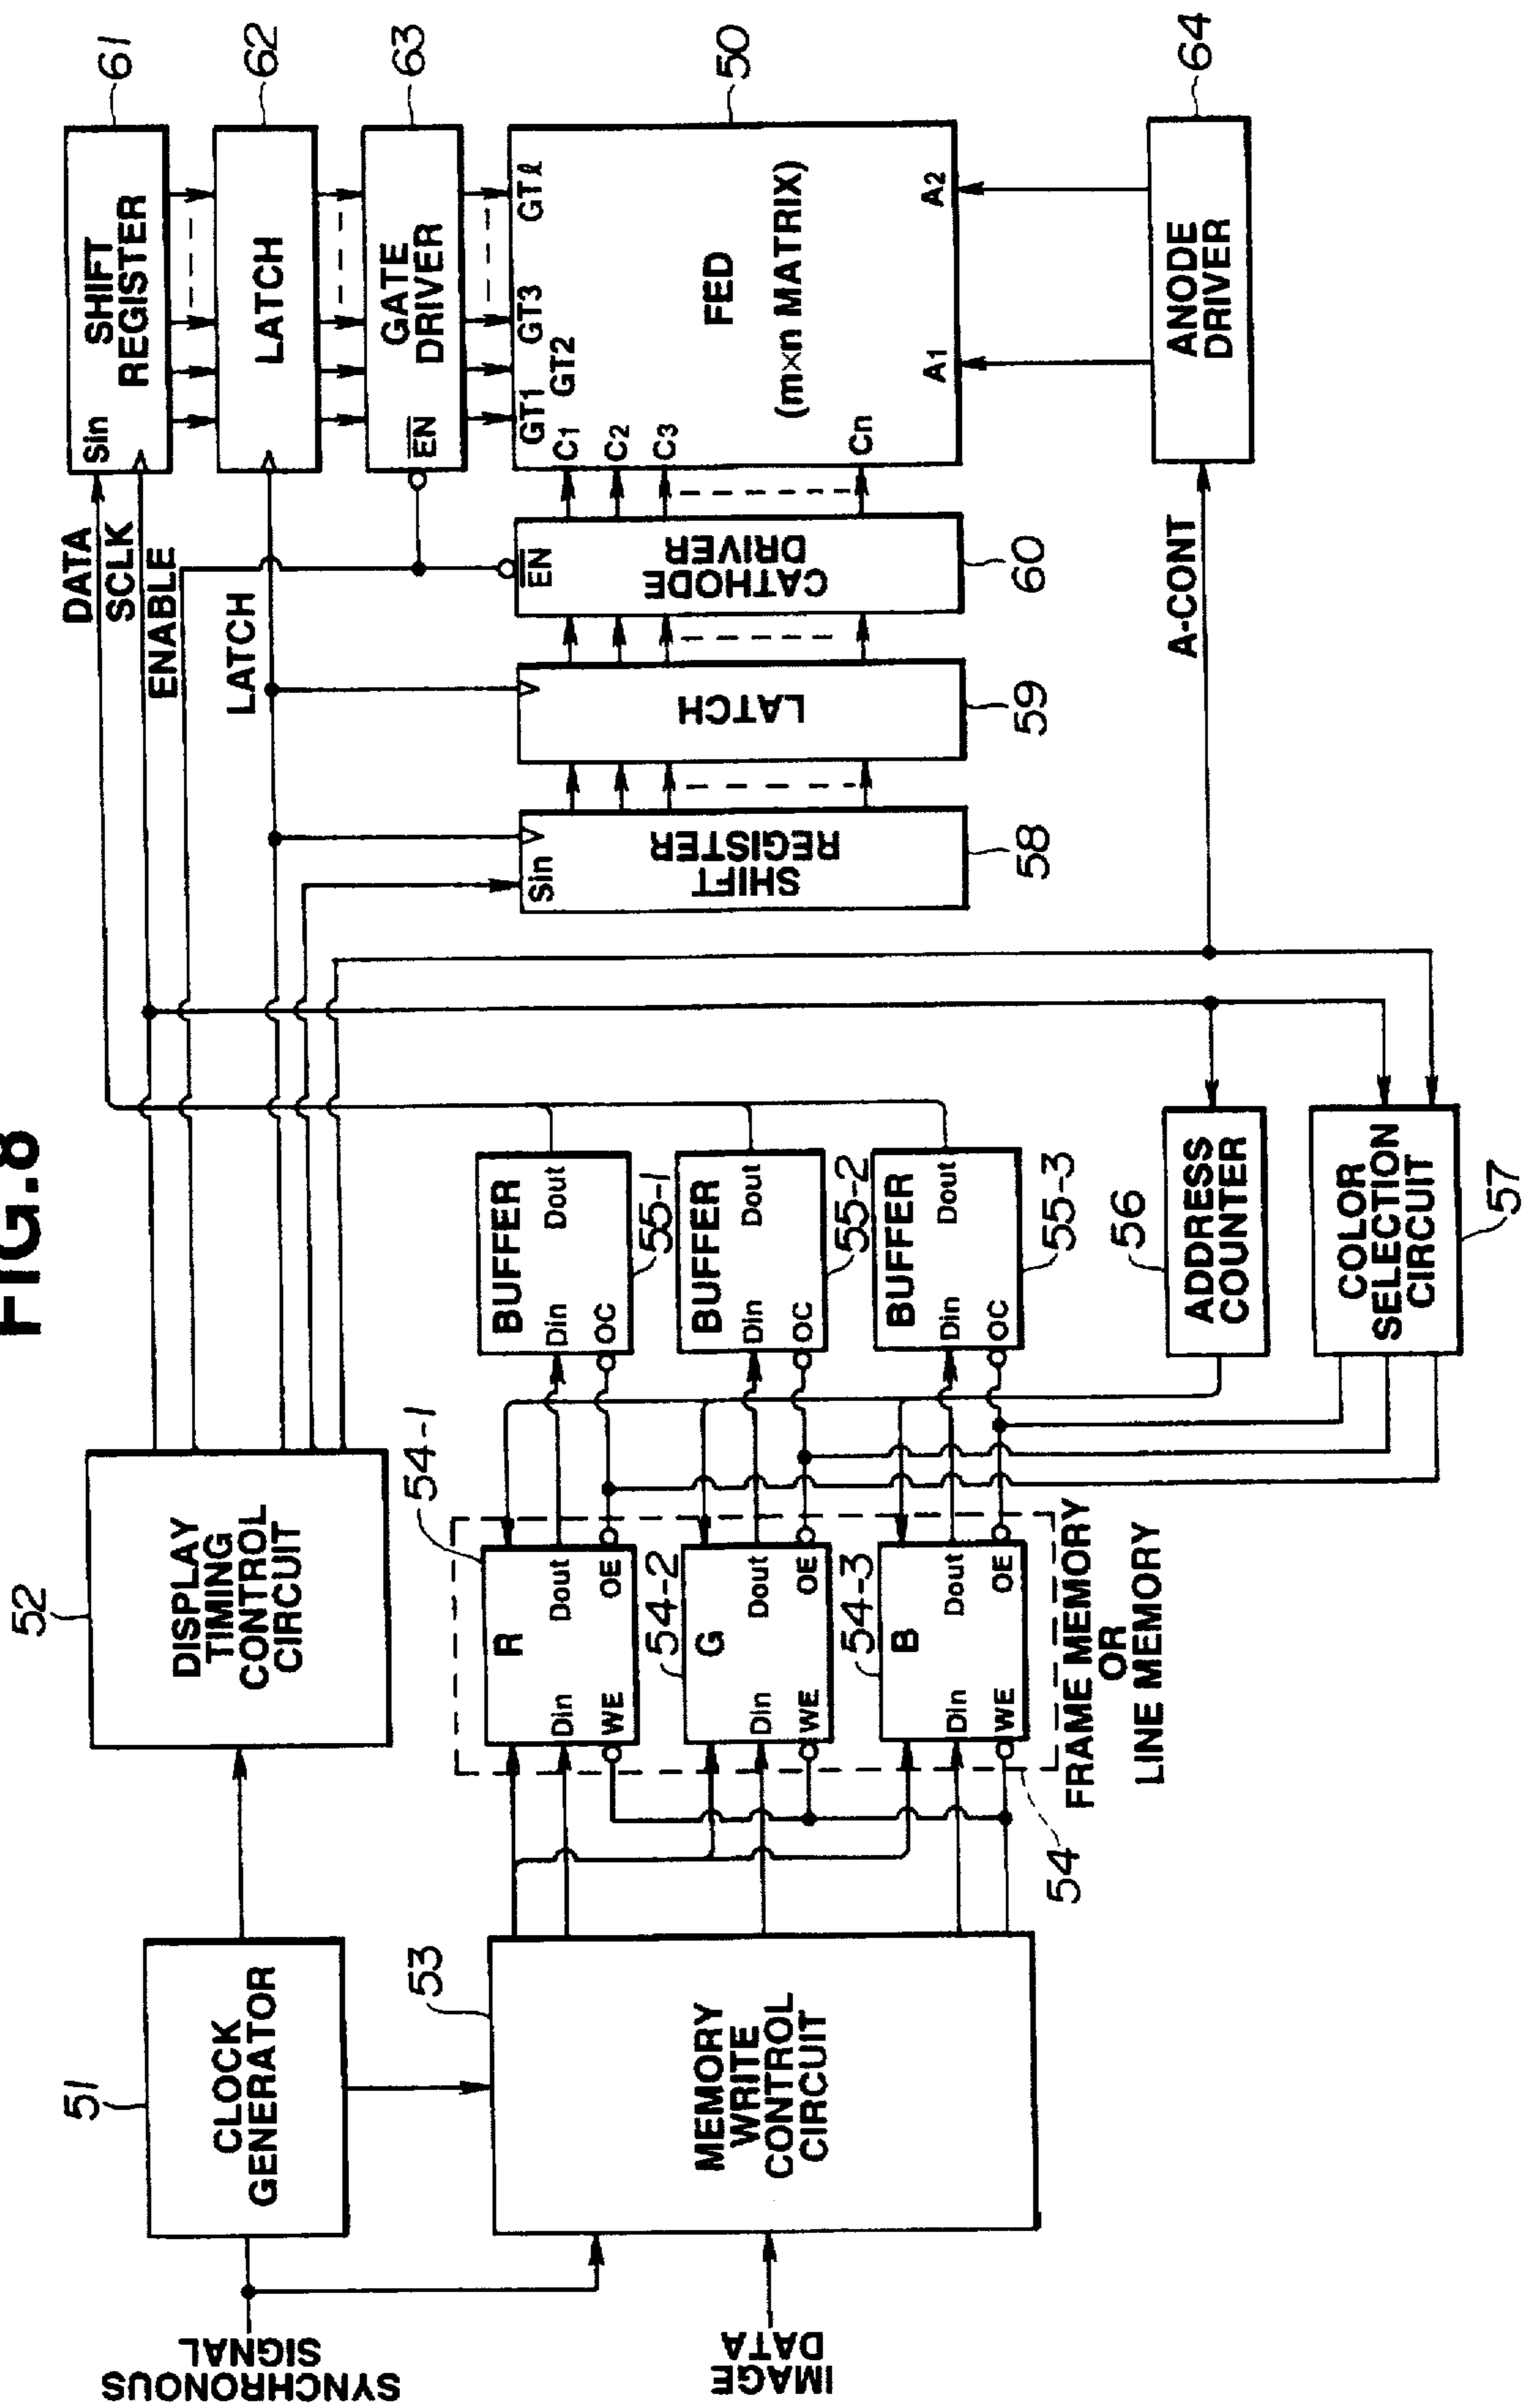 FIG.8
SYNCHRONOUS
SIGNAL
IMAGE
DATA
51
CLOCK
GENERATOR
53
MEMORY
WRITE
CONTROL
CIRCUIT
52
DISPLAY
TIMING
CONTROL
CIRCUIT
54
FRAME MEMORY
OR
LINE MEMORY
54-1
R
Din
Dout
WE
OE
54-2
G
Din
Dout
WE
OE
54-3
B
Din
Dout
WE
OE
BUFFER
Din
Dout
OC
55-1
BUFFER
Din
Dout
OC
55-2
BUFFER
Din
Dout
OC
55-3
56
ADDRESS
COUNTER
COLOR
SELECTION
CIRCUIT
57
DATA
SCLK
ENABLE
LATCH
A-CONT
Sin
SHIFT
REGISTER
58
LATCH
59
EN
CATHODE
DRIVER
60
Sin
SHIFT
REGISTER
61
LATCH
62
EN
GATE
DRIVER
63
GT1
GT2
GT3
GTℓ
C1
C2
C3
Cn
FED
(m×n MATRIX)
A1
A2
50
ANODE
DRIVER
64